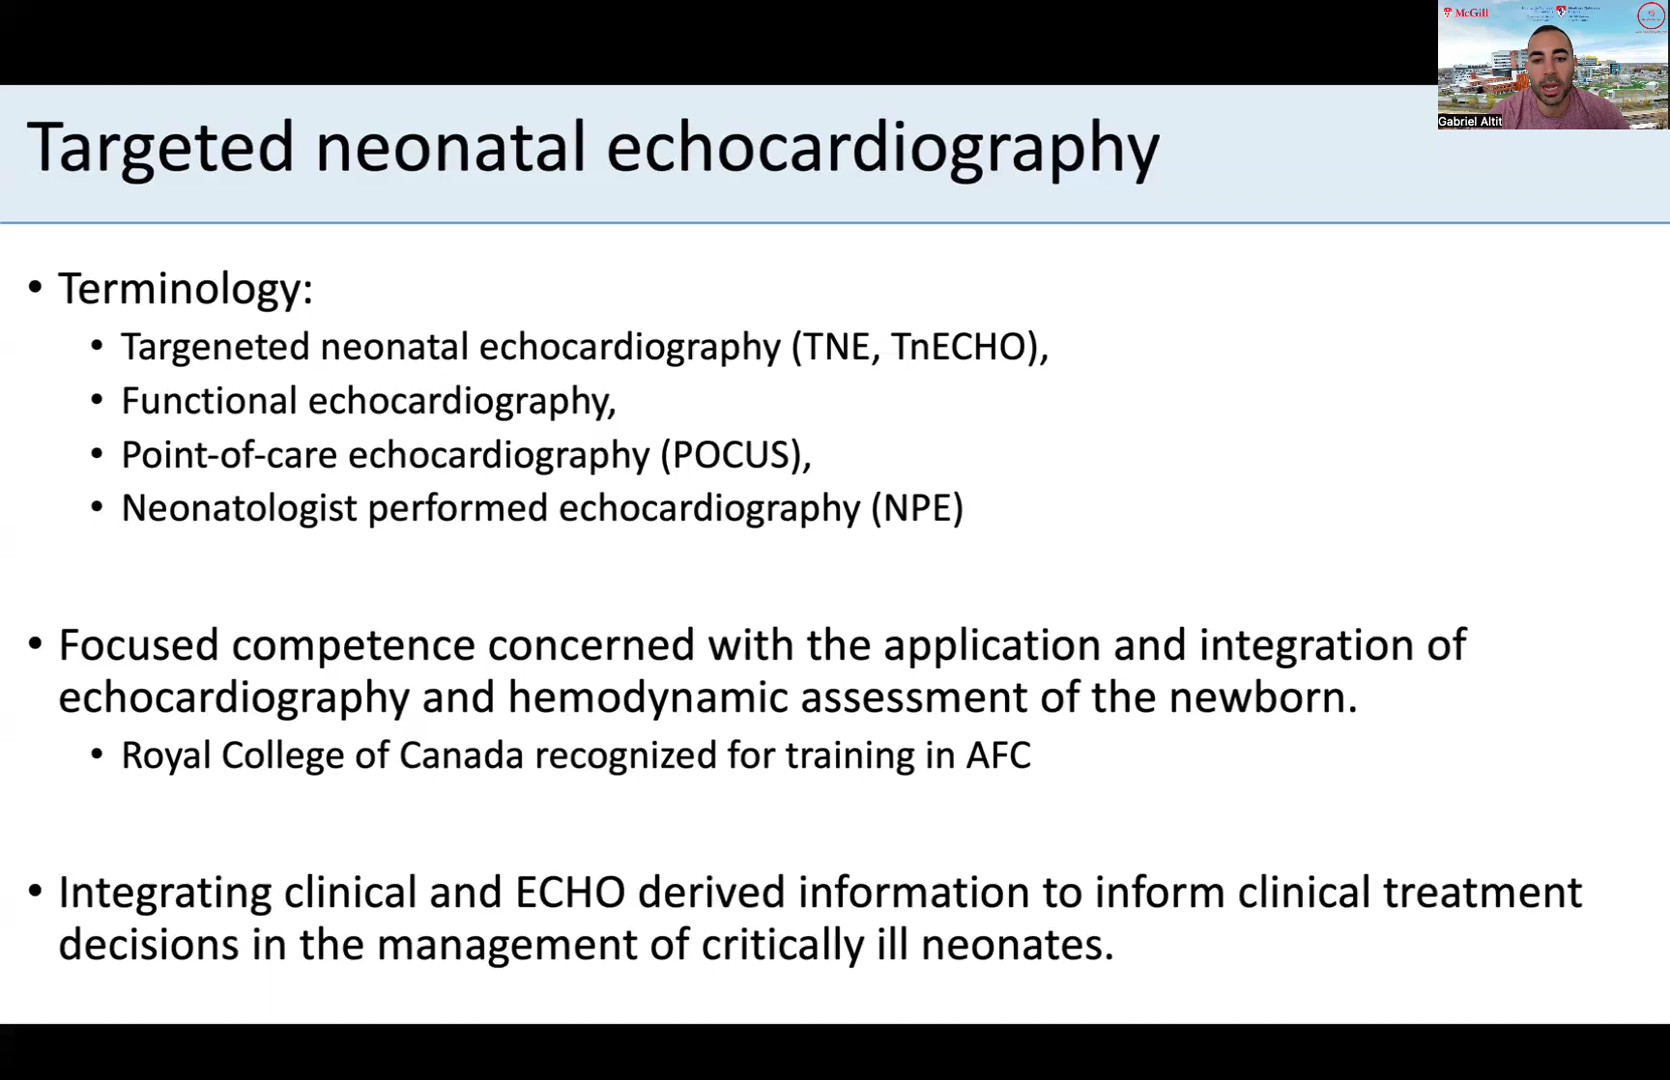 McGill
Gabriel Altit
Targeted neonatal echocardiography
• Terminology:
• Targeneted neonatal echocardiography (TNE, TnECHO),
• Functional echocardiography,
• Point-of-care echocardiography (POCUS),
• Neonatologist performed echocardiography (NPE)
• Focused competence concerned with the application and integration of
echocardiography and hemodynamic assessment of the newborn.
• Royal College of Canada recognized for training in AFC
• Integrating clinical and ECHO derived information to inform clinical treatment
decisions in the management of critically ill neonates.